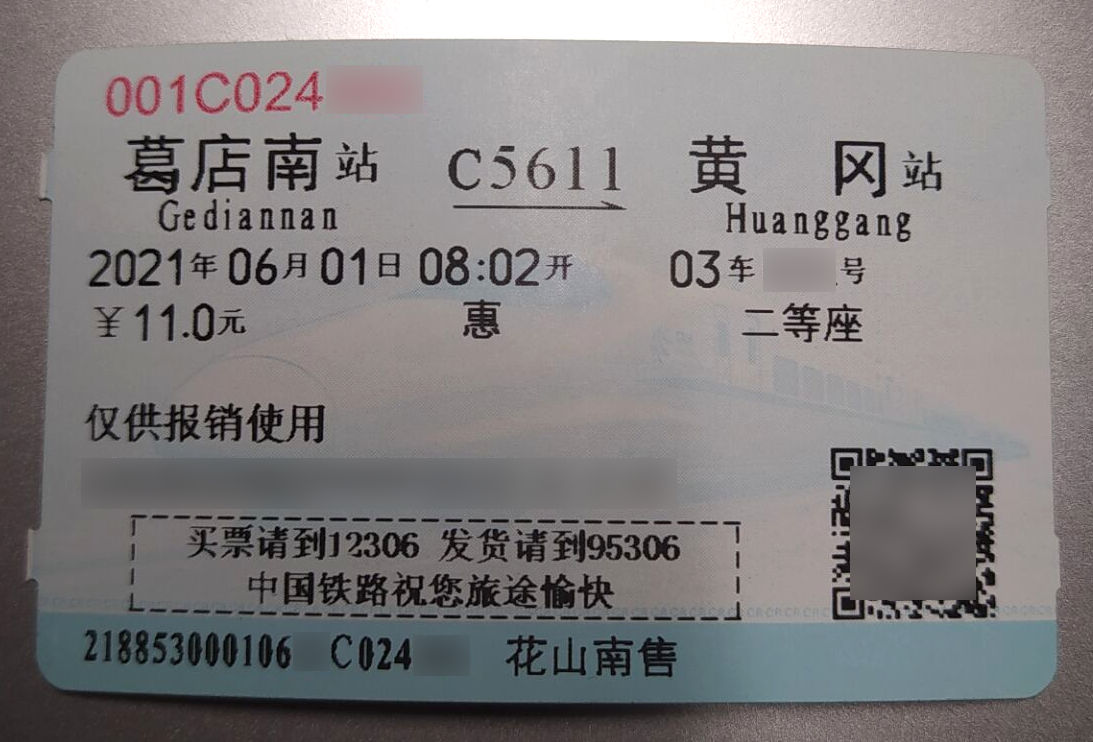 001C024
葛店南站 C5611 黄冈站
Gediannan Huanggang
2021年06月01日08:02开 03车 号
¥11.0元 惠 二等座
仅供报销使用
买票请到12306 发货请到95306
中国铁路祝您旅途愉快
218853000106 C024 花山南售